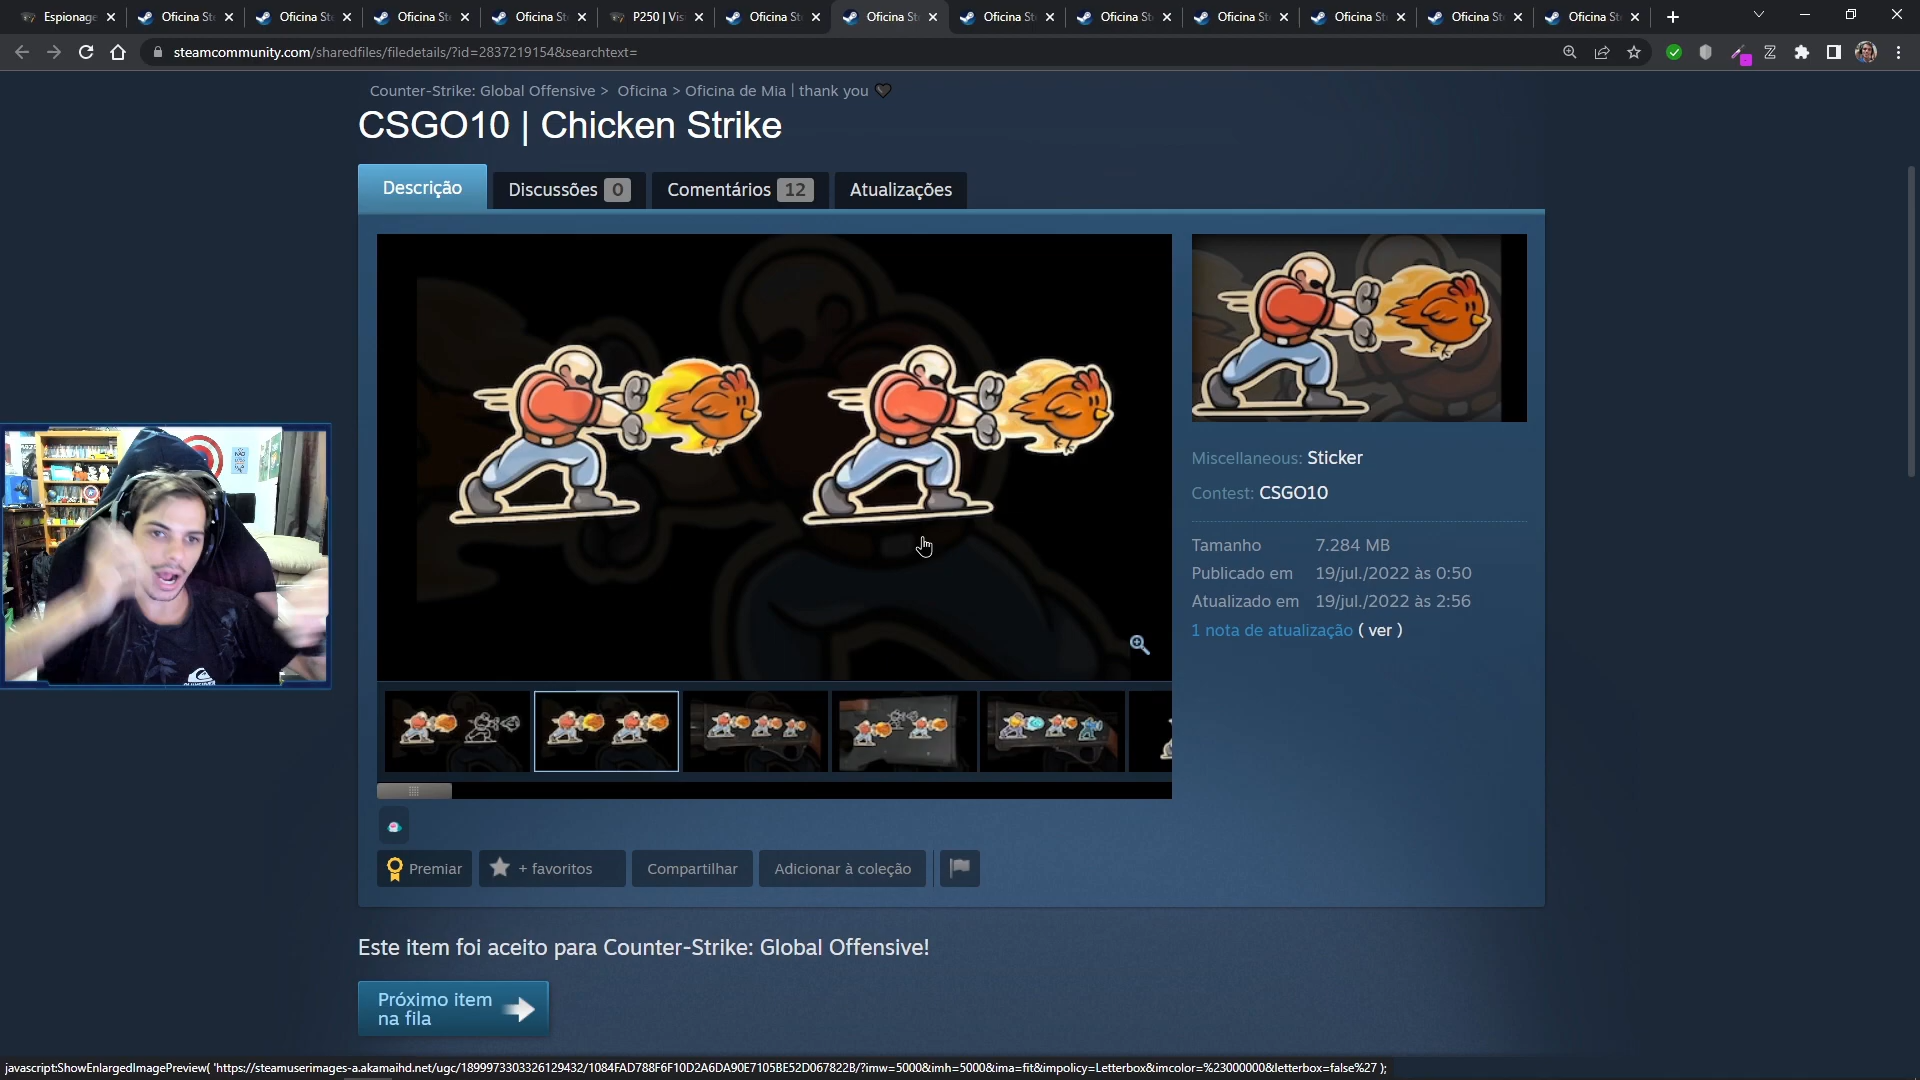 Espionage
Oficina St
Oficina St
Oficina St
Oficina St
P250 | Vis
Oficina St
Oficina St
Oficina St
Oficina St
Oficina St
Oficina St
Oficina St
Oficina St
steamcommunity.com/sharedfiles/filedetails/?id=2837219154&searchtext=
Counter-Strike: Global Offensive > Oficina > Oficina de Mia | thank you 🖤
CSGO10 | Chicken Strike
Descrição
Discussões 0
Comentários 12
Atualizações
Miscellaneous: Sticker
Contest: CSGO10
Tamanho 7.284 MB
Publicado em 19/jul./2022 às 0:50
Atualizado em 19/jul./2022 às 2:56
1 nota de atualização ( ver )
Premiar
+ favoritos
Compartilhar
Adicionar à coleção
Este item foi aceito para Counter-Strike: Global Offensive!
Próximo item
na fila
javascript:ShowEnlargedImagePreview( 'https://steamuserimages-a.akamaihd.net/ugc/1899973303326129432/1084FAD788F6F10D2A6DA90E7105BE52D067822B/?imw=5000&imh=5000&ima=fit&impolicy=Letterbox&imcolor=%23000000&letterbox=false%27 );